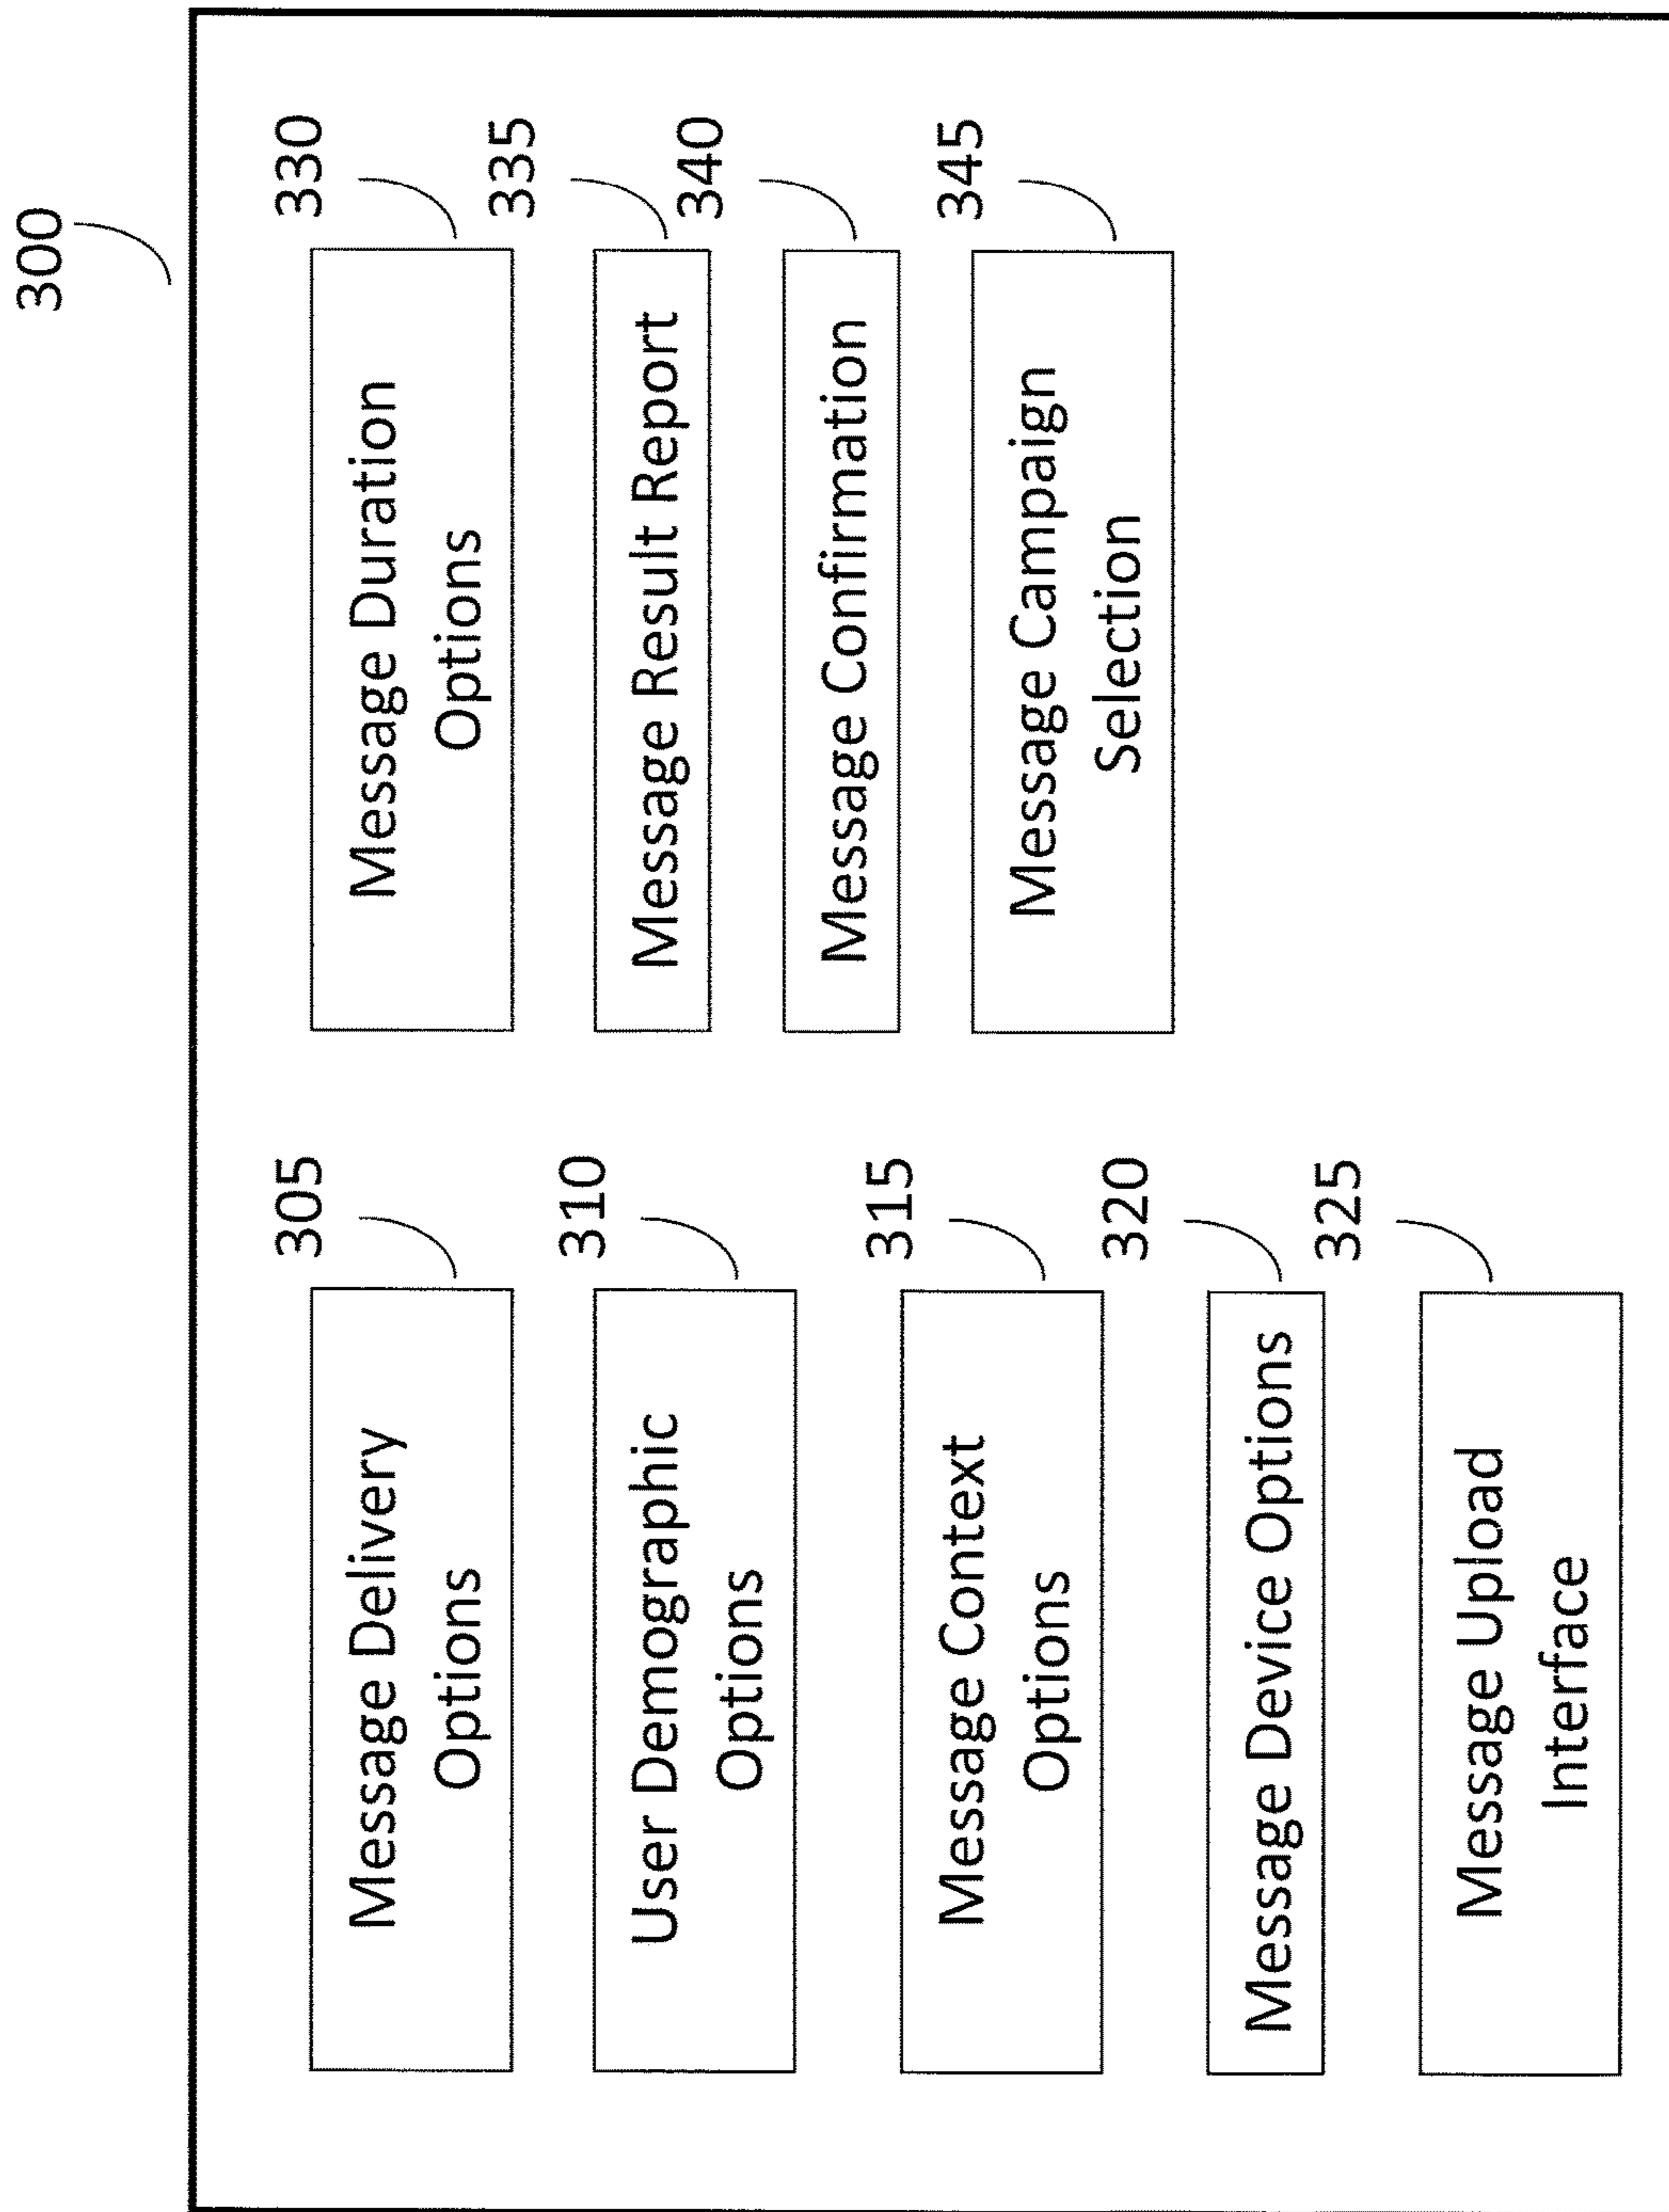 300
305
Message Delivery
Options
310
User Demographic
Options
315
Message Context
Options
320
Message Device Options
325
Message Upload
Interface
330
Message Duration
Options
335
Message Result Report
340
Message Confirmation
345
Message Campaign
Selection